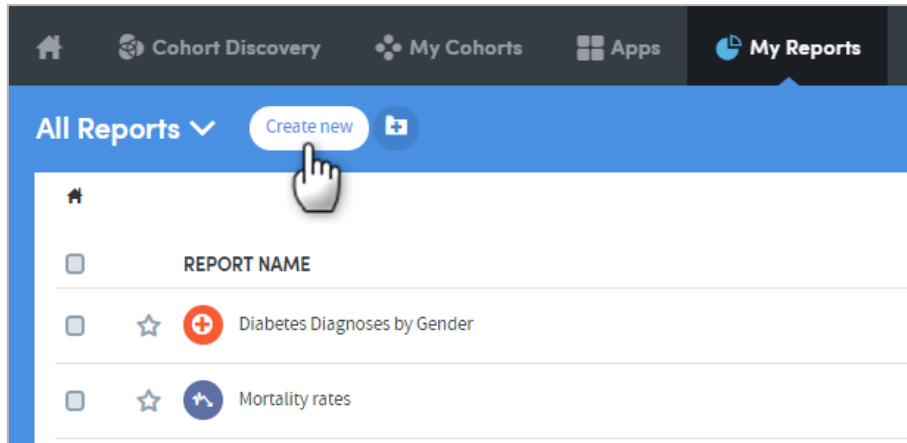 Cohort Discovery My Cohorts Apps My Reports
All Reports Create new
REPORT NAME
Diabetes Diagnoses by Gender
Mortality rates